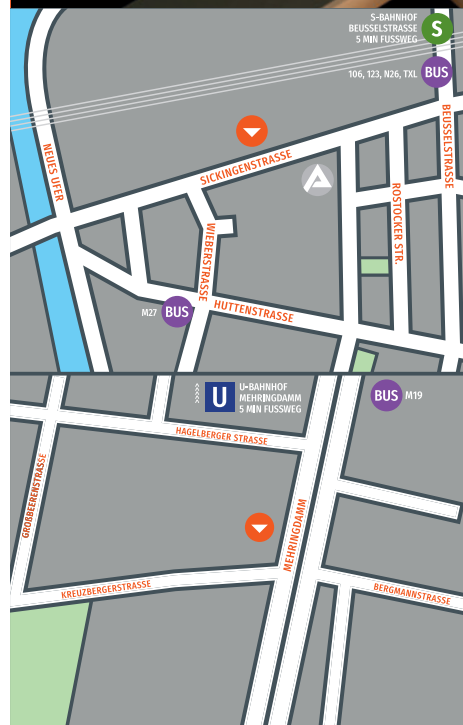 S-BAHNHOF
BEUSSELSTRASSE
5 MIN FUSSWEG
S
106, 123, N26, TXL
BUS
BEUSSELSTRASSE
NEUES UFER
SICKINGENSTRASSE
ROSTOCKER STR.
WIEBERSTRASSE
M27
BUS
HUTTENSTRASSE
U
U-BAHNHOF
MEHRINGDAMM
5 MIN FUSSWEG
BUS
M19
HAGELBERGER STRASSE
GROßBEERENSTRASSE
MEHRINGDAMM
KREUZBERGERSTRASSE
BERGMANNSTRASSE